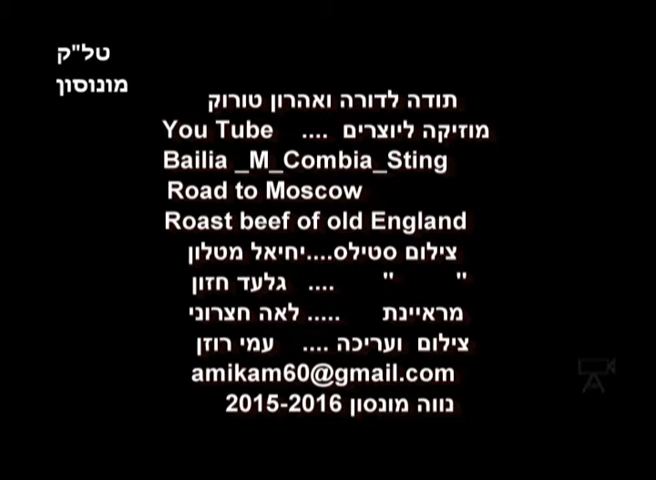 טל"ק
מונוסון
תודה לדורה ואהרון טורוק
מוזיקה ליוצרים .... You Tube
Bailia _M_Combia_Sting
Road to Moscow
Roast beef of old England
צילום סטילס....יחיאל מטלון
" " .... גלעד חזון
מראיינת ..... לאה חצרוני
צילום ועריכה .... עמי רוזן
amikam60@gmail.com
נווה מונסון 2015-2016